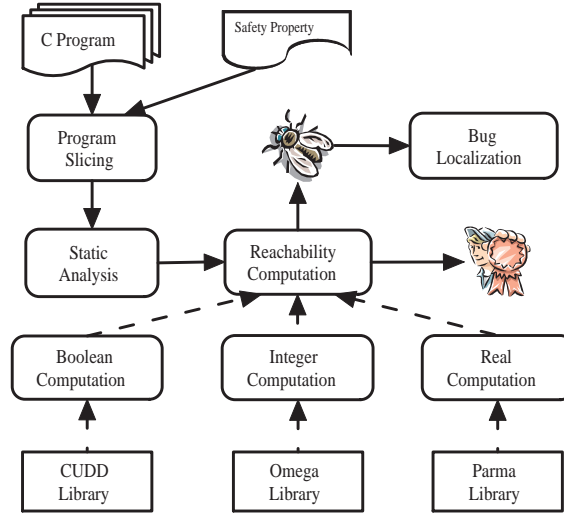 C Program
Safety Property
Program
Slicing
Bug
Localization
Static
Analysis
Reachability
Computation
Boolean
Computation
Integer
Computation
Real
Computation
CUDD
Library
Omega
Library
Parma
Library